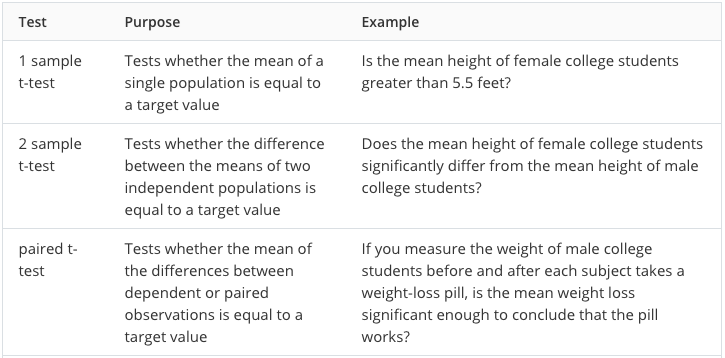 Test Purpose Example
1 sample Tests whether the mean of a Is the mean height of female college students
t-test single population is equal to greater than 5.5 feet?
a target value
2 sample Tests whether the difference Does the mean height of female college students
t-test between the means of two significantly differ from the mean height of male
independent populations is college students?
equal to a target value
paired t- Tests whether the mean of If you measure the weight of male college
test the differences between students before and after each subject takes a
dependent or paired weight-loss pill, is the mean weight loss
observations is equal to a significant enough to conclude that the pill
target value works?